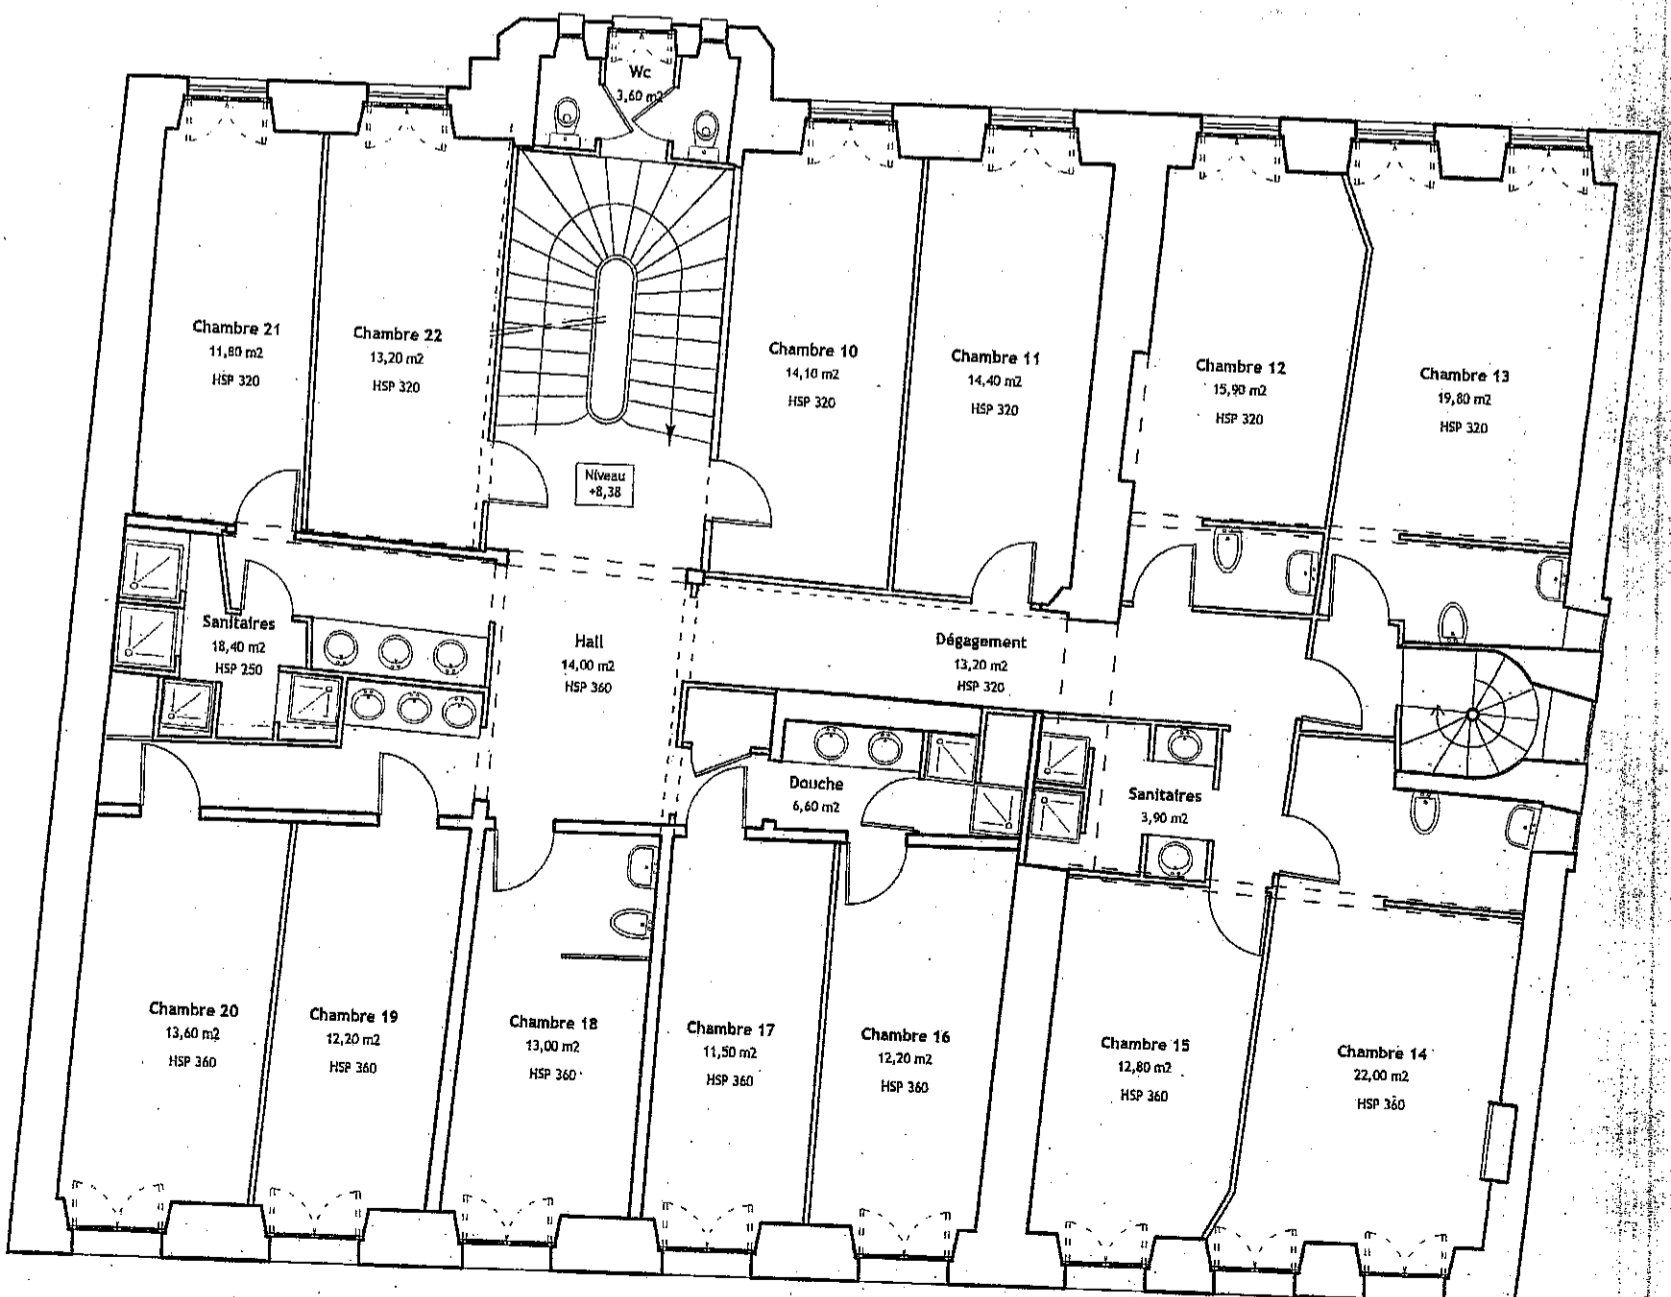 Wc
3,60 m2
Chambre 21
11,80 m2
HSP 320
Chambre 22
13,20 m2
HSP 320
Niveau
+8,38
Chambre 10
14,10 m2
HSP 320
Chambre 11
14,40 m2
HSP 320
Chambre 12
15,90 m2
HSP 320
Chambre 13
19,80 m2
HSP 320
Sanitaires
18,40 m2
HSP 250
Hall
14,00 m2
HSP 360
Dégagement
13,20 m2
HSP 320
Douche
6,60 m2
Sanitaires
3,90 m2
Chambre 20
13,60 m2
HSP 360
Chambre 19
12,20 m2
HSP 360
Chambre 18
13,00 m2
HSP 360
Chambre 17
11,50 m2
HSP 360
Chambre 16
12,20 m2
HSP 360
Chambre 15
12,80 m2
HSP 360
Chambre 14
22,00 m2
HSP 360